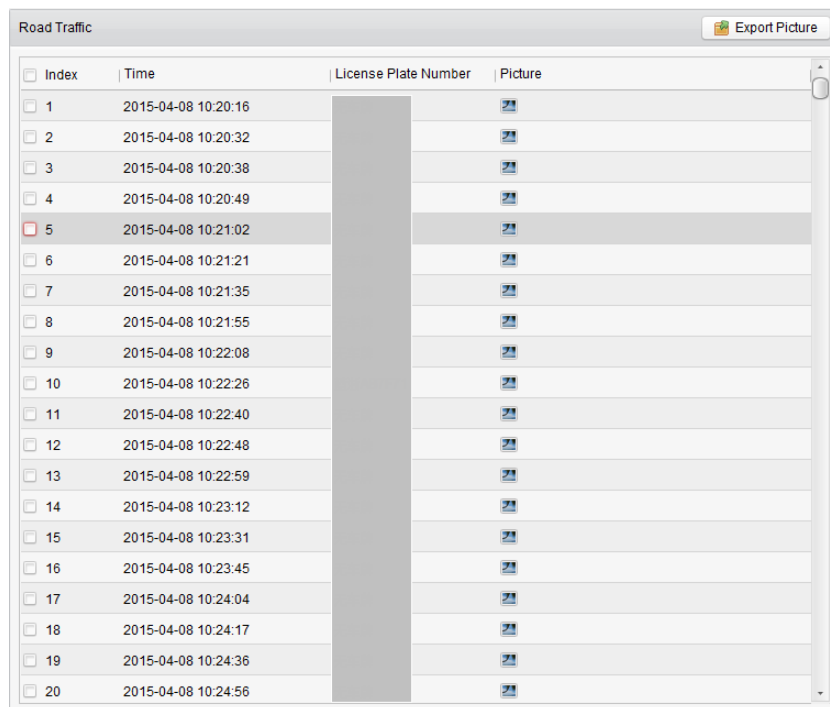 Road Traffic Export Picture
Index Time License Plate Number Picture
1 2015-04-08 10:20:16
2 2015-04-08 10:20:32
3 2015-04-08 10:20:38
4 2015-04-08 10:20:49
5 2015-04-08 10:21:02
6 2015-04-08 10:21:21
7 2015-04-08 10:21:35
8 2015-04-08 10:21:55
9 2015-04-08 10:22:08
10 2015-04-08 10:22:26
11 2015-04-08 10:22:40
12 2015-04-08 10:22:48
13 2015-04-08 10:22:59
14 2015-04-08 10:23:12
15 2015-04-08 10:23:31
16 2015-04-08 10:23:45
17 2015-04-08 10:24:04
18 2015-04-08 10:24:17
19 2015-04-08 10:24:36
20 2015-04-08 10:24:56